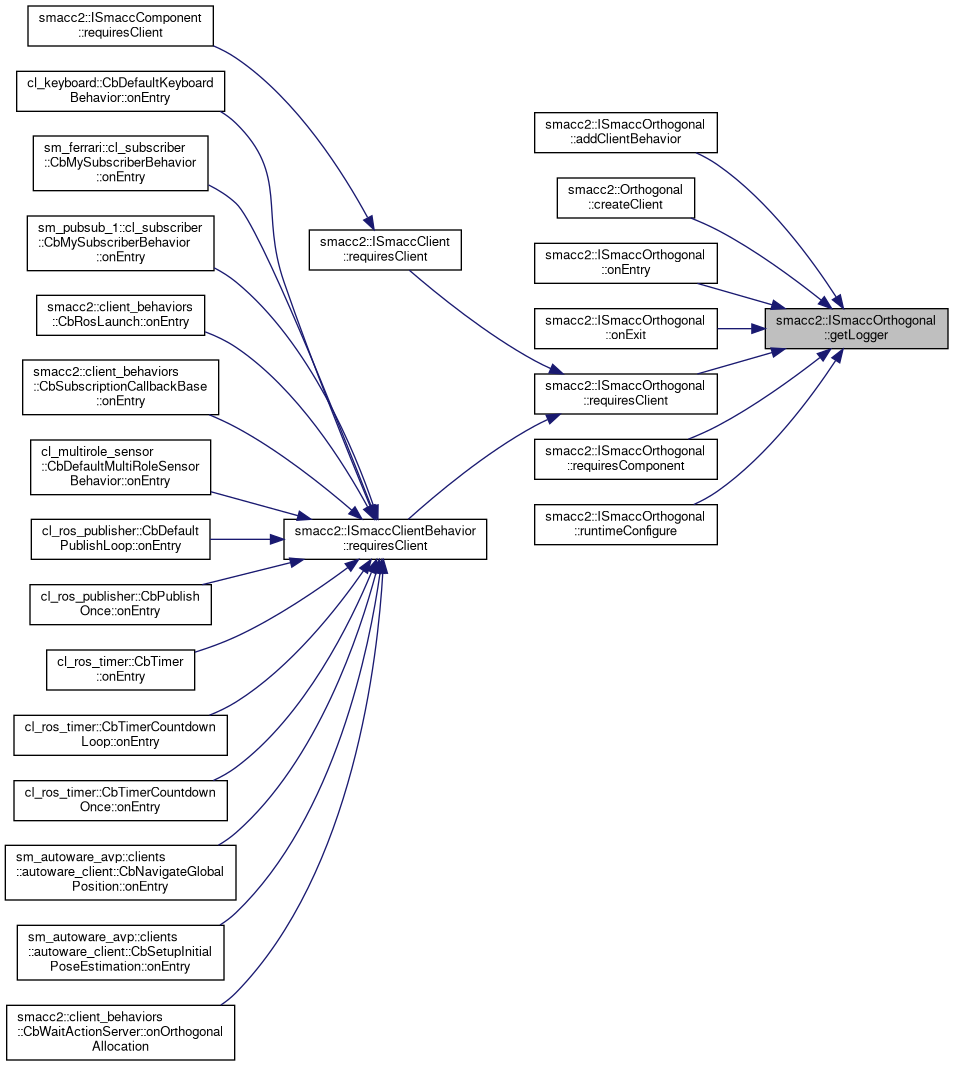 smacc2::ISmaccComponent
::requiresClient
cl_keyboard::CbDefaultKeyboard
Behavior::onEntry
sm_ferrari::cl_subscriber
::CbMySubscriberBehavior
::onEntry
sm_pubsub_1::cl_subscriber
::CbMySubscriberBehavior
::onEntry
smacc2::client_behaviors
::CbRosLaunch::onEntry
smacc2::client_behaviors
::CbSubscriptionCallbackBase
::onEntry
cl_multirole_sensor
::CbDefaultMultiRoleSensor
Behavior::onEntry
cl_ros_publisher::CbDefault
PublishLoop::onEntry
cl_ros_publisher::CbPublish
Once::onEntry
cl_ros_timer::CbTimer
::onEntry
cl_ros_timer::CbTimerCountdown
Loop::onEntry
cl_ros_timer::CbTimerCountdown
Once::onEntry
sm_autoware_avp::clients
::autoware_client::CbNavigateGlobal
Position::onEntry
sm_autoware_avp::clients
::autoware_client::CbSetupInitial
PoseEstimation::onEntry
smacc2::client_behaviors
::CbWaitActionServer::onOrthogonal
Allocation
smacc2::ISmaccClient
::requiresClient
smacc2::ISmaccClientBehavior
::requiresClient
smacc2::ISmaccOrthogonal
::addClientBehavior
smacc2::Orthogonal
::createClient
smacc2::ISmaccOrthogonal
::onEntry
smacc2::ISmaccOrthogonal
::onExit
smacc2::ISmaccOrthogonal
::requiresClient
smacc2::ISmaccOrthogonal
::requiresComponent
smacc2::ISmaccOrthogonal
::runtimeConfigure
smacc2::ISmaccOrthogonal
::getLogger